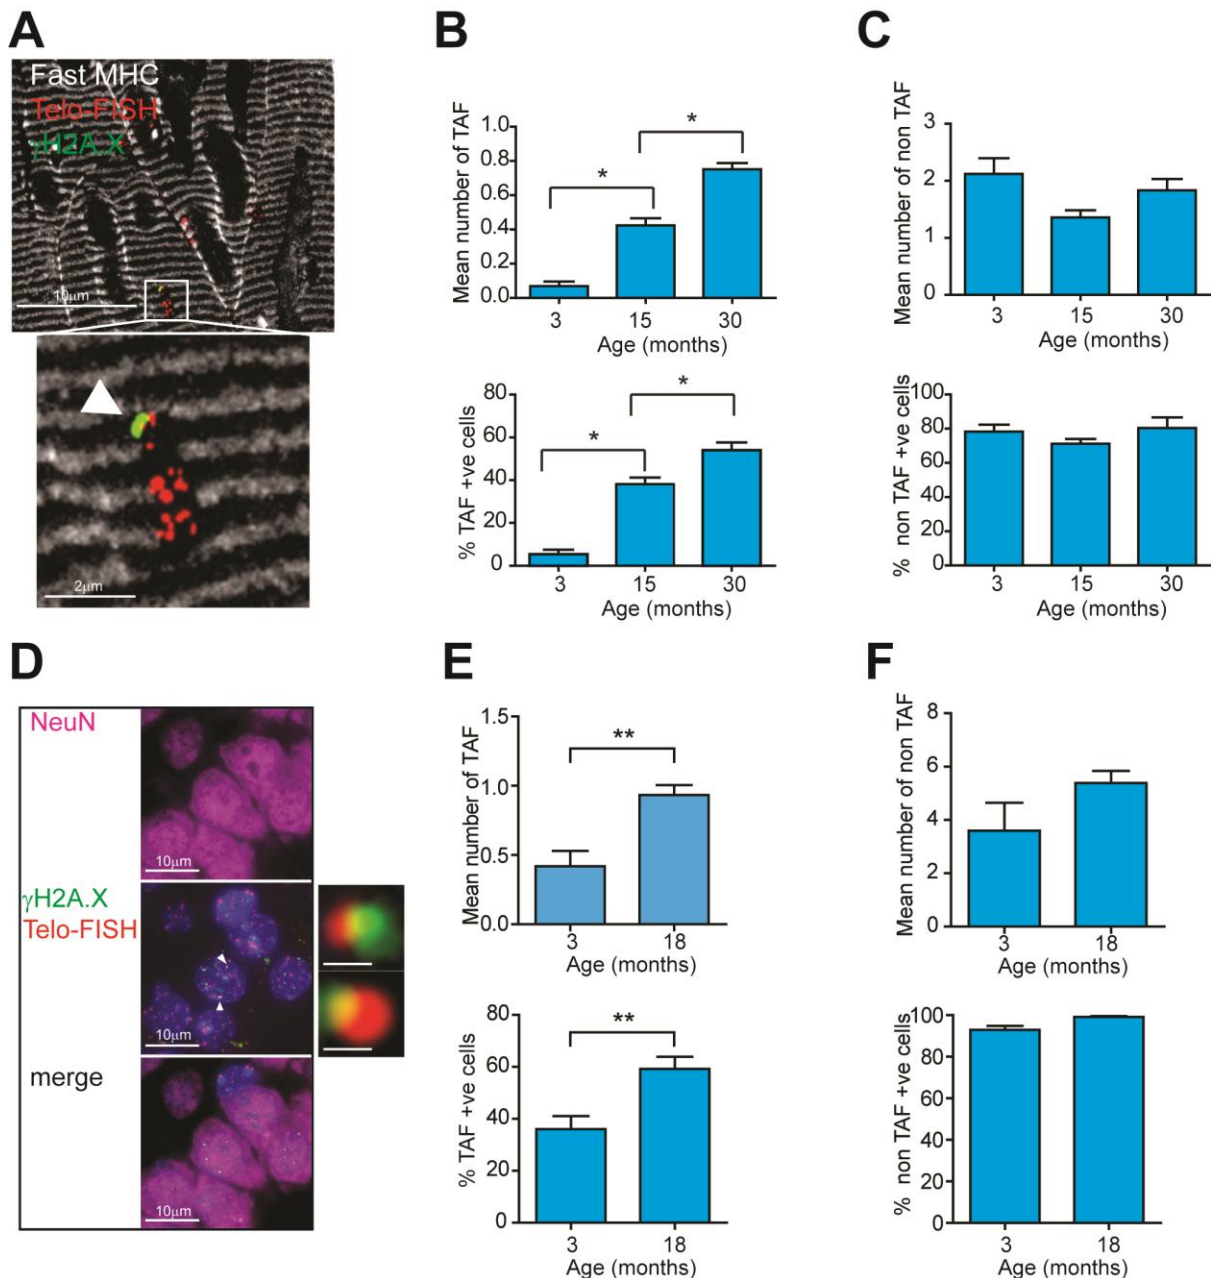 A
Fast MHC
Telo-FISH
γH2A.X
10μm
2μm
B
Mean number of TAF
1.0
0.8
0.6
0.4
0.2
0.0
*
*
3 15 30
Age (months)
% TAF +ve cells
80
60
40
20
0
*
*
3 15 30
Age (months)
C
Mean number of non TAF
3
2
1
0
3 15 30
Age (months)
% non TAF +ve cells
100
80
60
40
20
0
3 15 30
Age (months)
D
NeuN
10μm
γH2A.X
Telo-FISH
10μm
merge
10μm
E
Mean number of TAF
1.5
1.0
0.5
0.0
**
3 18
Age (months)
% TAF +ve cells
80
60
40
20
0
**
3 18
Age (months)
F
Mean number of non TAF
8
6
4
2
0
3 18
Age (months)
% non TAF +ve cells
100
80
60
40
20
0
3 18
Age (months)